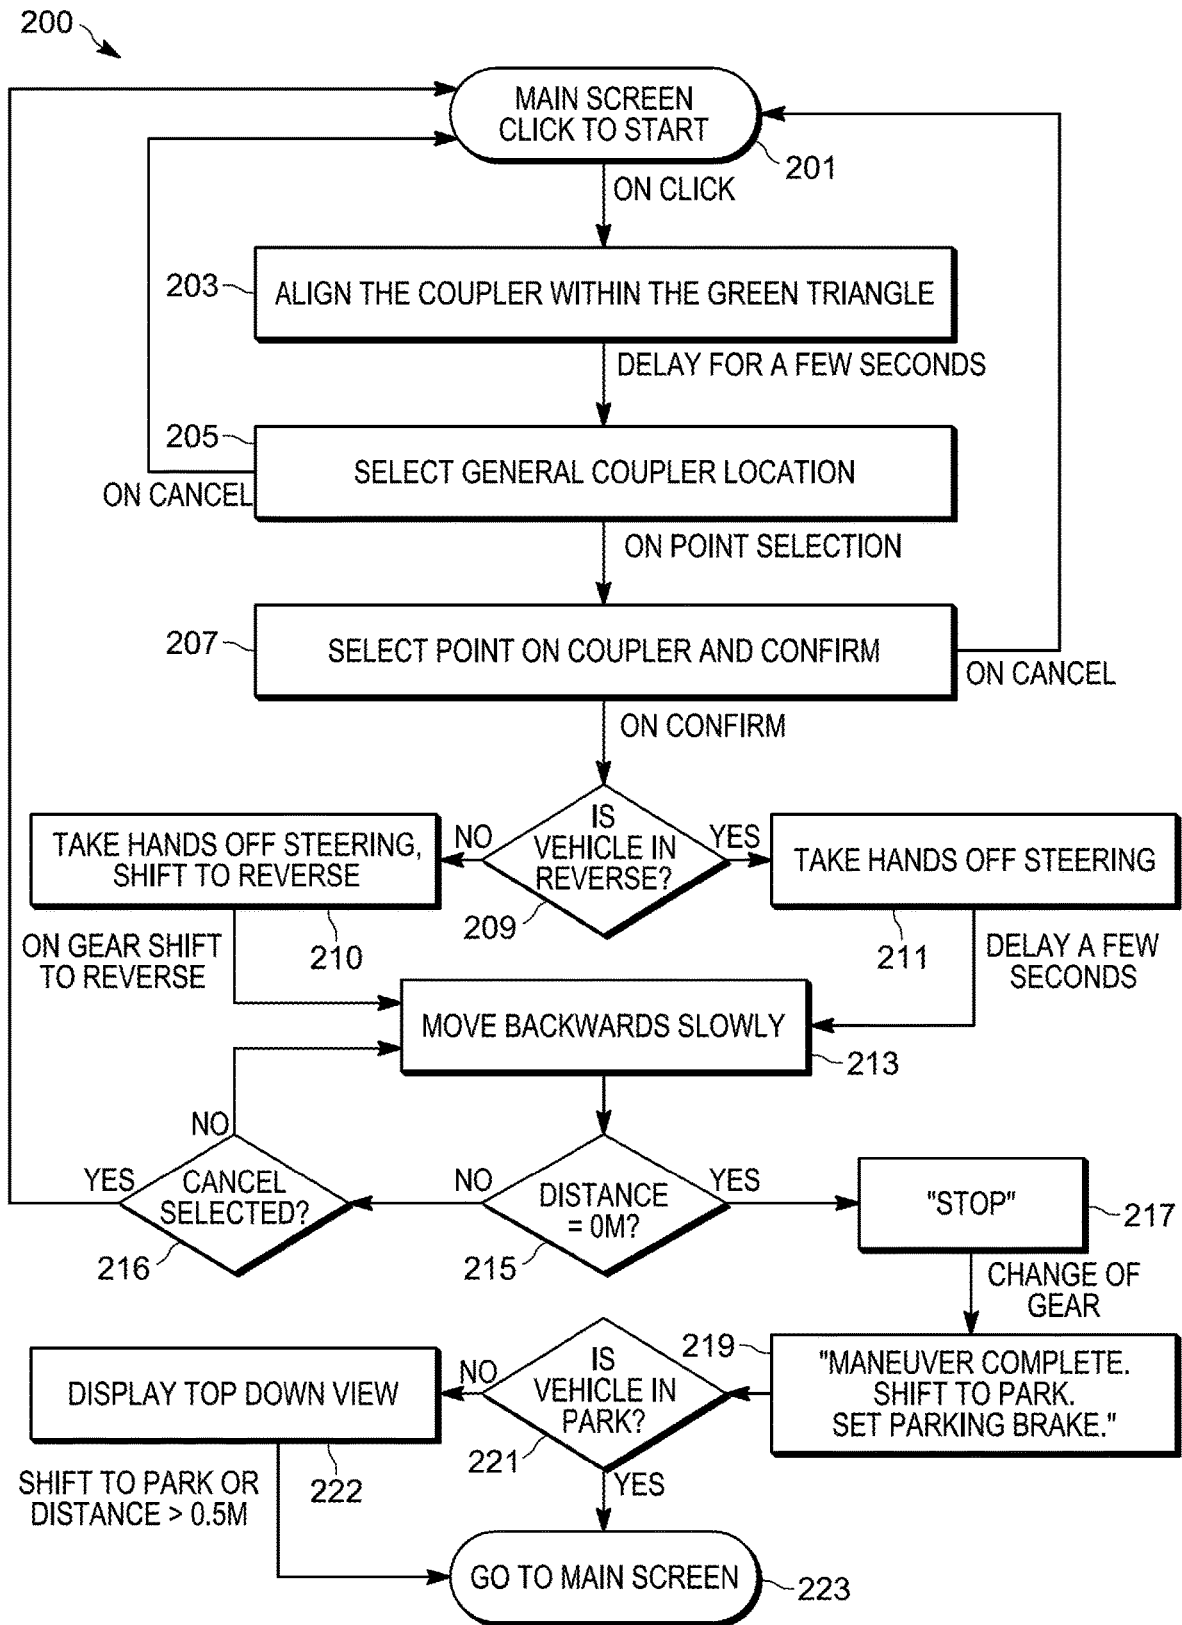 200
MAIN SCREEN
CLICK TO START
201
ON CLICK
203
ALIGN THE COUPLER WITHIN THE GREEN TRIANGLE
DELAY FOR A FEW SECONDS
205
SELECT GENERAL COUPLER LOCATION
ON CANCEL
ON POINT SELECTION
207
SELECT POINT ON COUPLER AND CONFIRM
ON CANCEL
ON CONFIRM
IS
VEHICLE IN
REVERSE?
209
NO
YES
TAKE HANDS OFF STEERING,
SHIFT TO REVERSE
210
TAKE HANDS OFF STEERING
211
ON GEAR SHIFT
TO REVERSE
DELAY A FEW
SECONDS
MOVE BACKWARDS SLOWLY
213
NO
YES
CANCEL
SELECTED?
216
NO
DISTANCE
= 0M?
215
YES
"STOP"
217
CHANGE OF
GEAR
219
"MANEUVER COMPLETE.
SHIFT TO PARK.
SET PARKING BRAKE."
IS
VEHICLE IN
PARK?
221
NO
YES
DISPLAY TOP DOWN VIEW
222
SHIFT TO PARK OR
DISTANCE > 0.5M
GO TO MAIN SCREEN
223